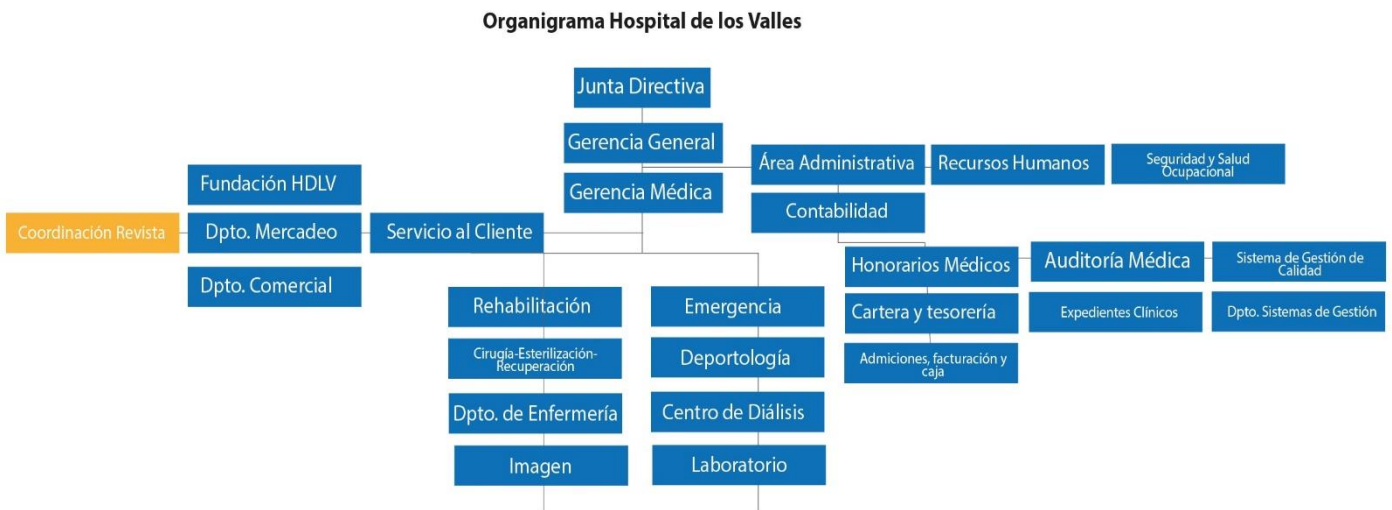 Organigrama Hospital de los Valles
Junta Directiva
Gerencia General
Gerencia Médica
Área Administrativa
Recursos Humanos
Seguridad y Salud
Ocupacional
Contabilidad
Fundación HDLV
Coordinación Revista
Dpto. Mercadeo
Servicio al Cliente
Dpto. Comercial
Honorarios Médicos
Auditoría Médica
Sistema de Gestión de
Calidad
Cartera y tesorería
Expedientes Clínicos
Dpto. Sistemas de Gestión
Admiciones, facturación y
caja
Rehabilitación
Cirugía-Esterilización-
Recuperación
Dpto. de Enfermería
Imagen
Emergencia
Deportología
Centro de Diálisis
Laboratorio